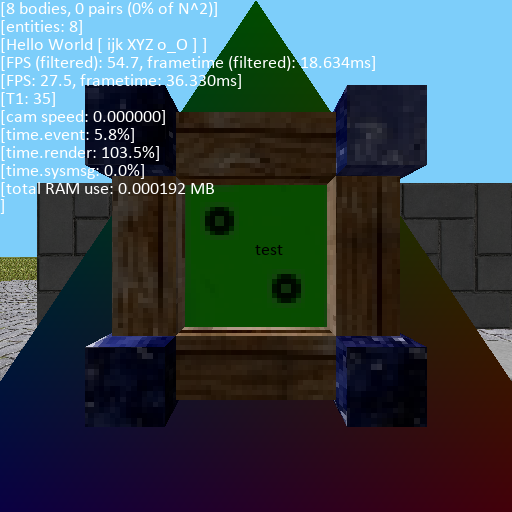 [8 bodies, 0 pairs (0% of N^2)]
[entities: 8]
[Hello World [ ijk XYZ o_O ] ]
[FPS (filtered): 54.7, frametime (filtered): 18.634ms]
[FPS: 27.5, frametime: 36.330ms]
[T1: 35]
[cam speed: 0.000000]
[time.event: 5.8%]
[time.render: 103.5%]
[time.sysmsg: 0.0%]
[total RAM use: 0.000192 MB
]
test